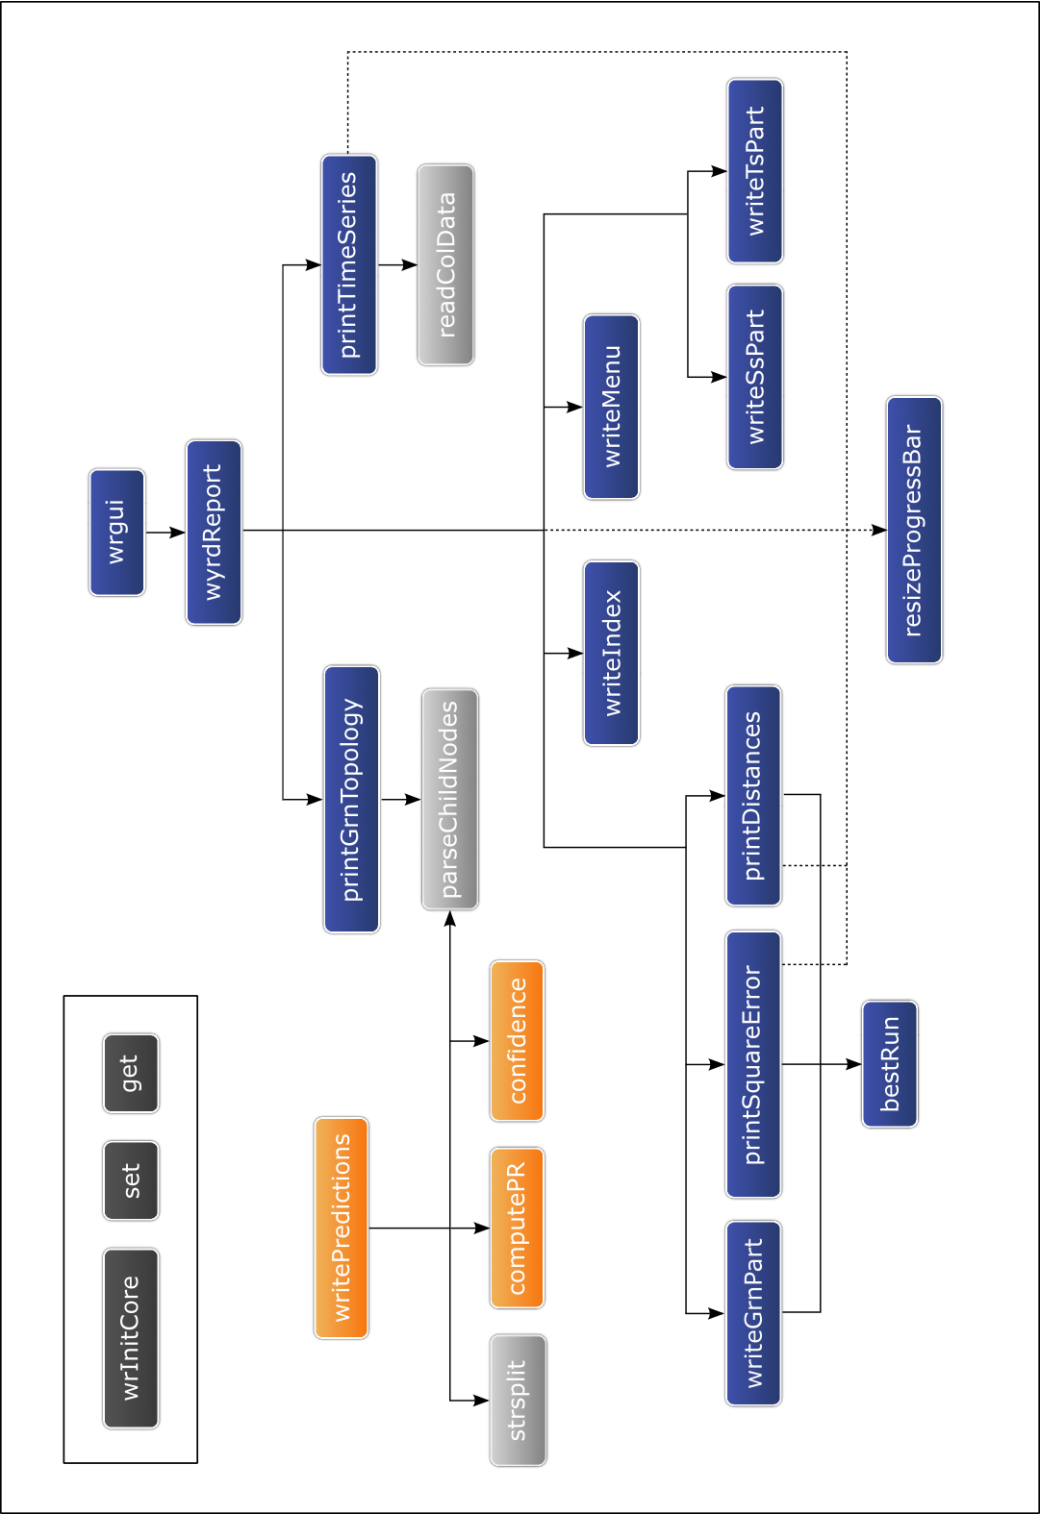 wrInitCore
set
get
wrgui
wyrdReport
writePredictions
printGrnTopology
printTimeSeries
strsplit
computePR
confidence
parseChildNodes
readColData
writeIndex
writeMenu
writeGrnPart
printSquareError
printDistances
writeSsPart
writeTsPart
bestRun
resizeProgressBar